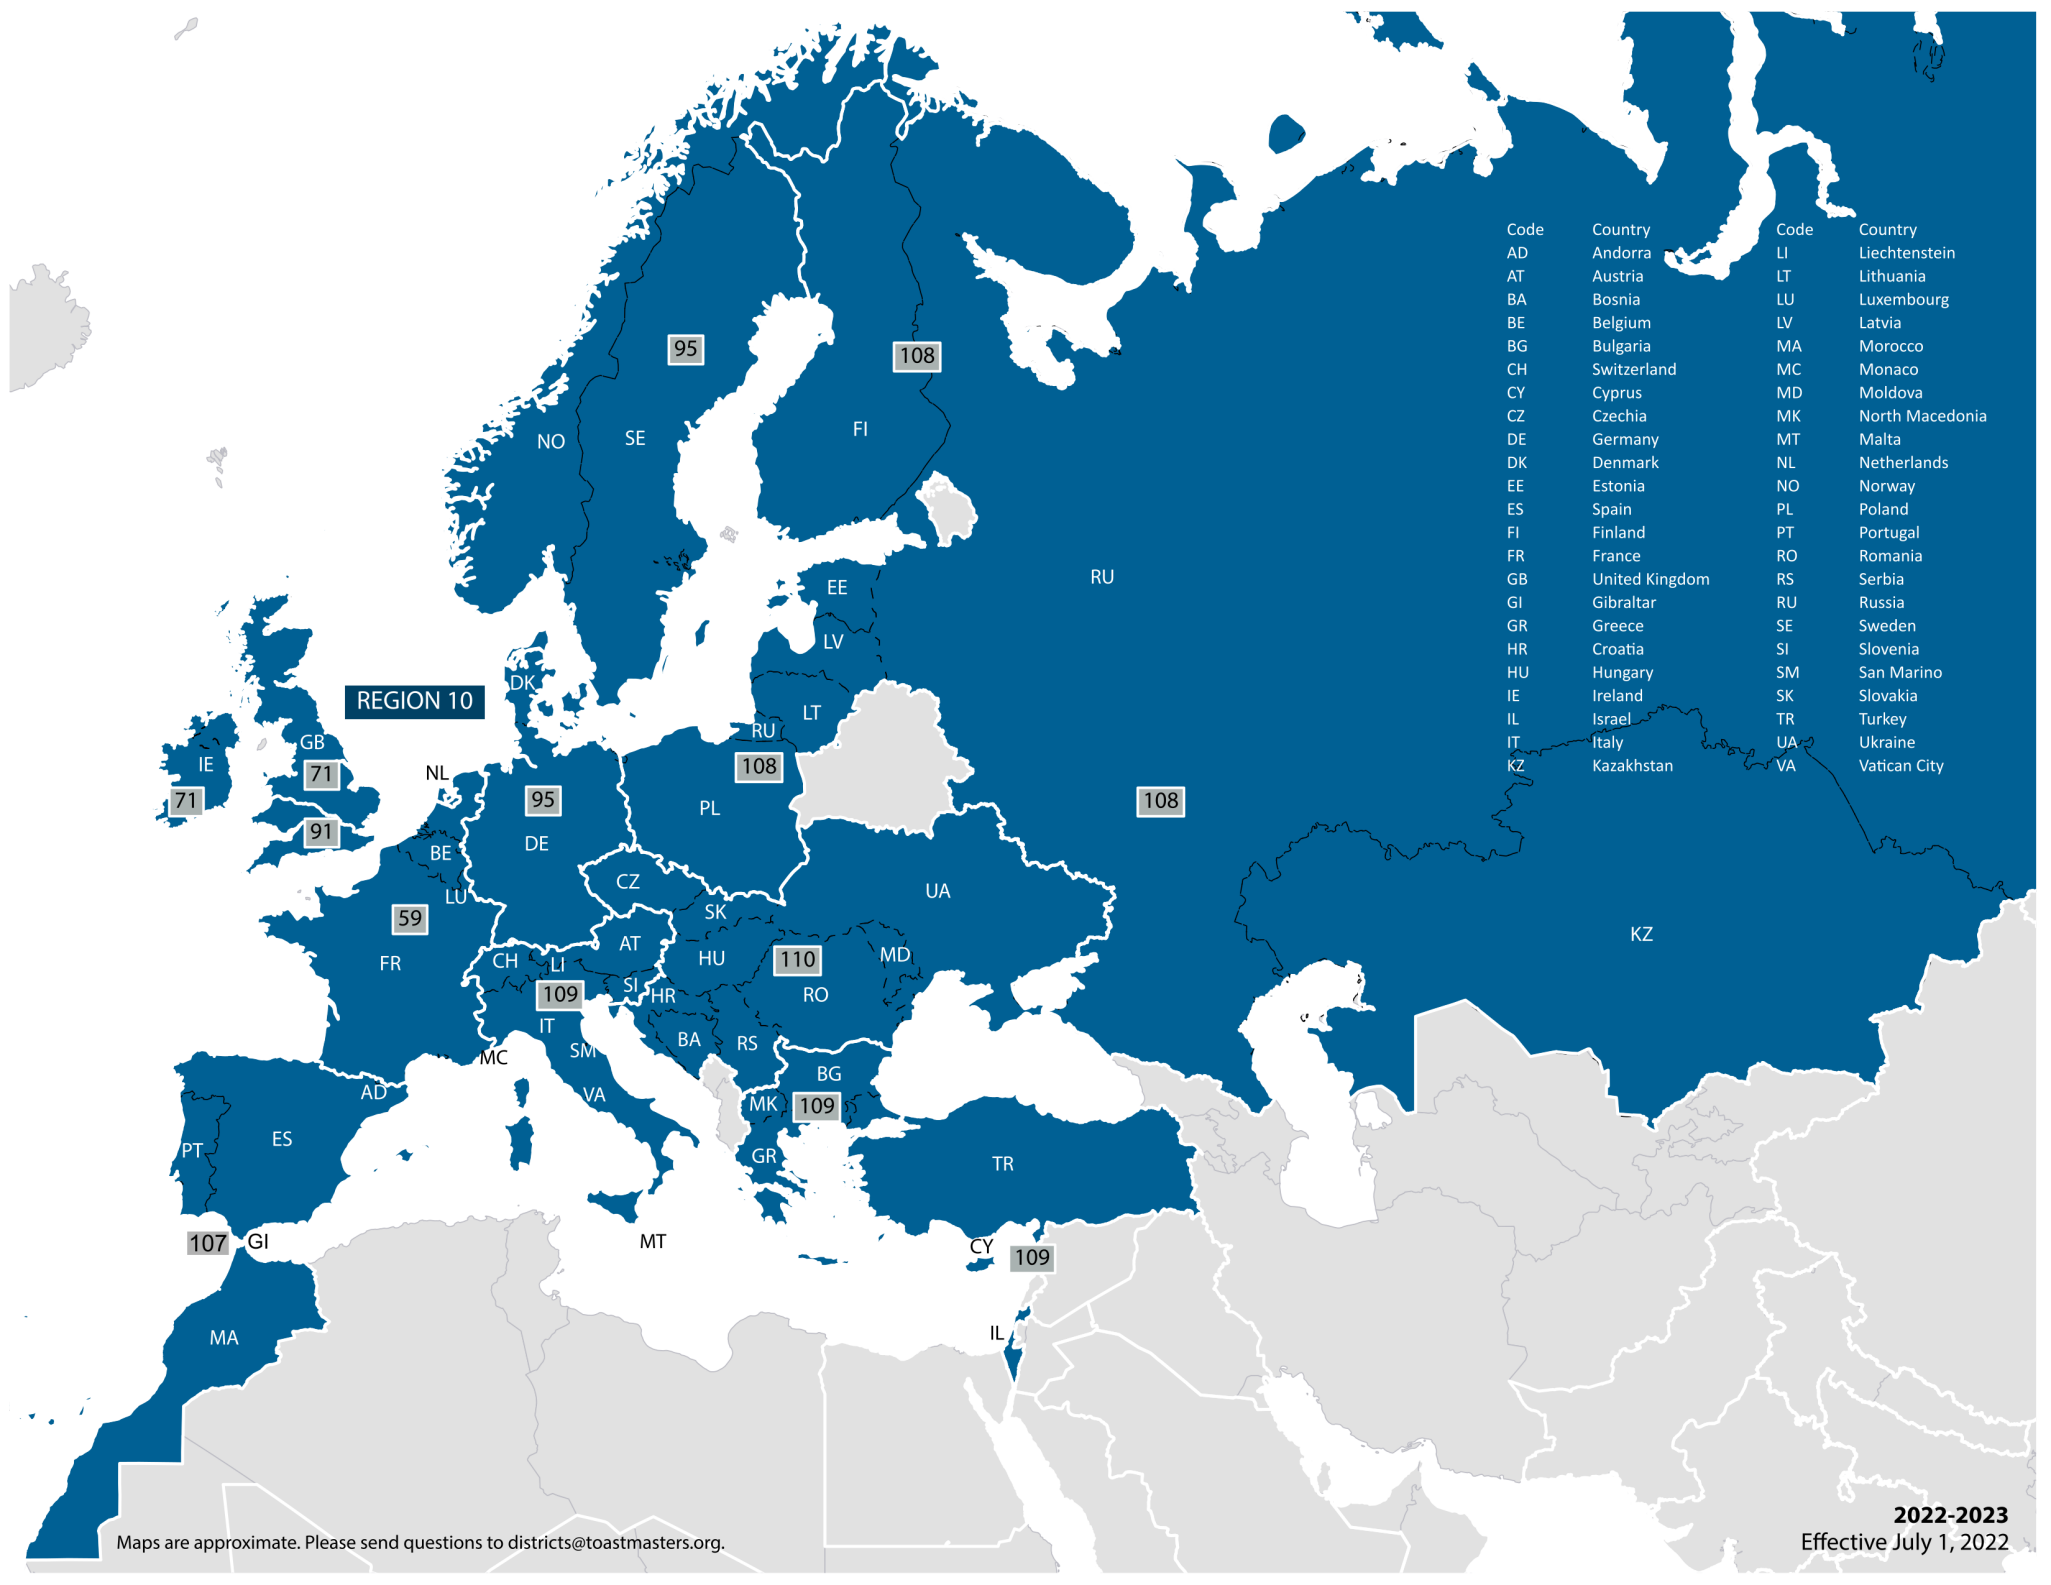 Code Country Code Country
AD Andorra LI Liechtenstein
AT Austria LT Lithuania
BA Bosnia LU Luxembourg
BE Belgium LV Latvia
BG Bulgaria MA Morocco
CH Switzerland MC Monaco
CY Cyprus MD Moldova
CZ Czechia MK North Macedonia
DE Germany MT Malta
DK Denmark NL Netherlands
EE Estonia NO Norway
ES Spain PL Poland
FI Finland PT Portugal
FR France RO Romania
GB United Kingdom RS Serbia
GI Gibraltar RU Russia
GR Greece SE Sweden
HR Croatia SI Slovenia
HU Hungary SM San Marino
IE Ireland SK Slovakia
IL Israel TR Turkey
IT Italy UA Ukraine
KZ Kazakhstan VA Vatican City
95
108
NO
SE
FI
RU
EE
LV
DK
REGION 10
LT
RU
GB
IE
108
NL
71
71
95
108
PL
91
DE
BE
CZ
UA
LU
SK
59
KZ
AT
HU
MD
110
FR
CH
LI
SI
HR
109
RO
IT
BA
RS
SM
MC
BG
AD
VA
MK
109
ES
PT
GR
TR
107
GI
MT
CY
109
IL
MA
2022-2023
Effective July 1, 2022
Maps are approximate. Please send questions to districts@toastmasters.org.